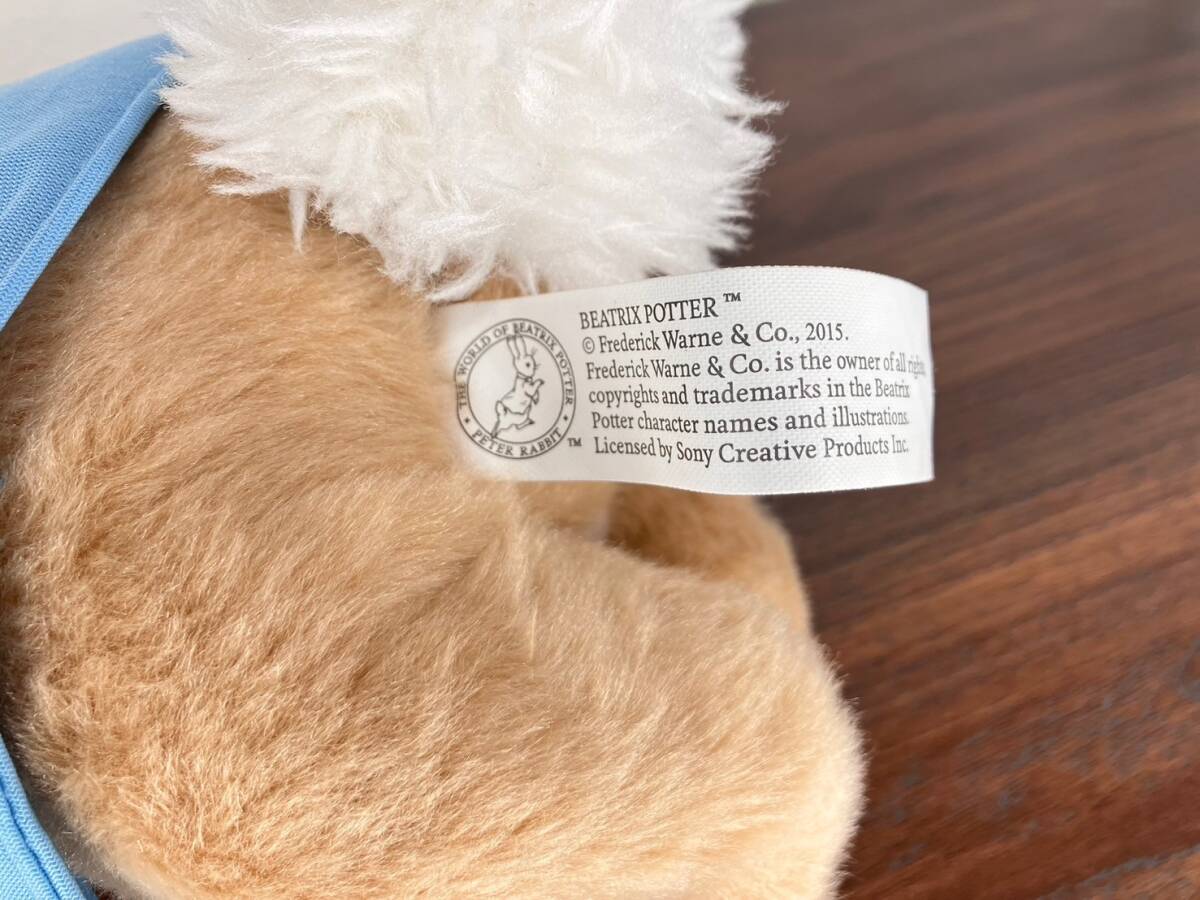 THE WORLD OF BEATRIX POTTER
• PETER RABBIT •
TM
BEATRIX POTTER ™
© Frederick Warne & Co., 2015.
Frederick Warne & Co. is the owner of all rights,
copyrights and trademarks in the Beatrix
Potter character names and illustrations.
Licensed by Sony Creative Products Inc.